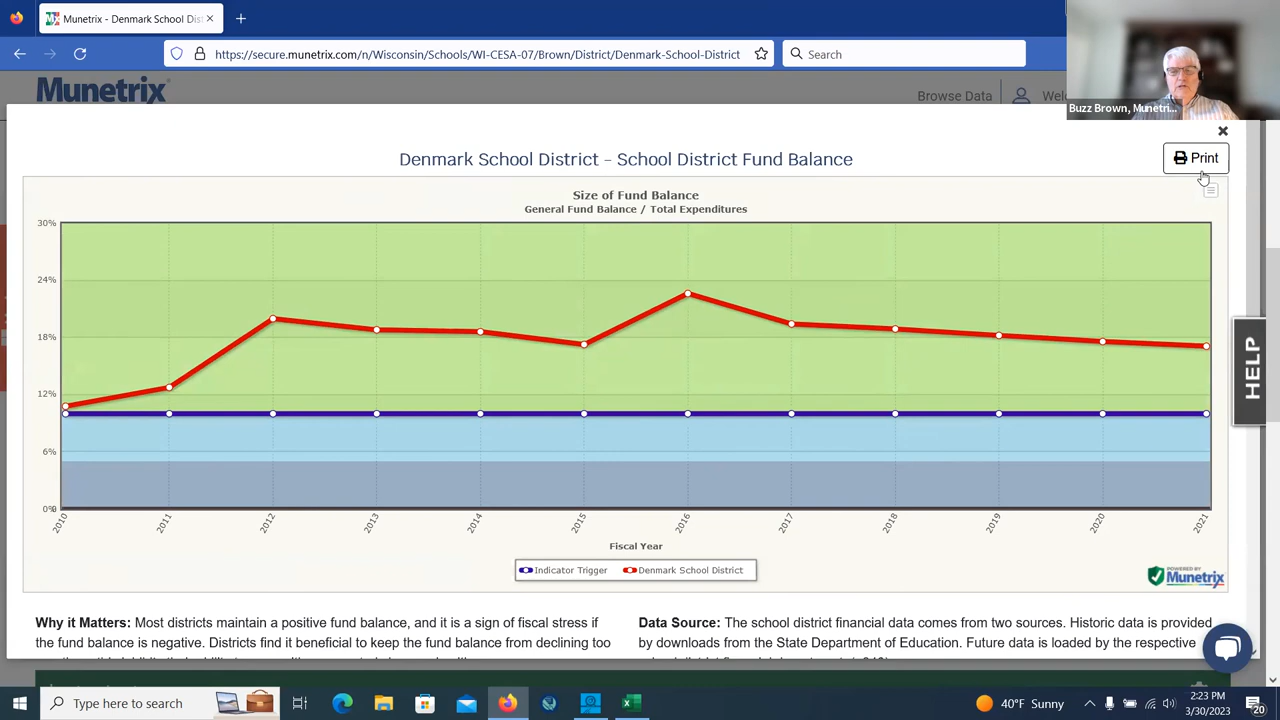 Munetrix - Denmark School Dis
https://secure.munetrix.com/n/Wisconsin/Schools/WI-CESA-07/Brown/District/Denmark-School-District
Search
Munetrix
Browse Data
Welc
Buzz Brown, Munetri...
Denmark School District - School District Fund Balance
Print
Size of Fund Balance
General Fund Balance / Total Expenditures
30%
24%
18%
12%
6%
0%
2010 2011 2012 2013 2014 2015 2016 2017 2018 2019 2020 2021
Fiscal Year
Indicator Trigger Denmark School District
POWERED BY
Munetrix
HELP
Why it Matters: Most districts maintain a positive fund balance, and it is a sign of fiscal stress if
the fund balance is negative. Districts find it beneficial to keep the fund balance from declining too
Data Source: The school district financial data comes from two sources. Historic data is provided
by downloads from the State Department of Education. Future data is loaded by the respective
Type here to search
40°F Sunny
2:23 PM
3/30/2023
20